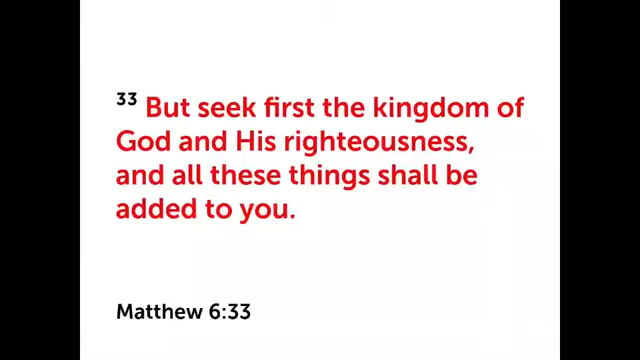 33 But seek first the kingdom of
God and His righteousness,
and all these things shall be
added to you.
Matthew 6:33